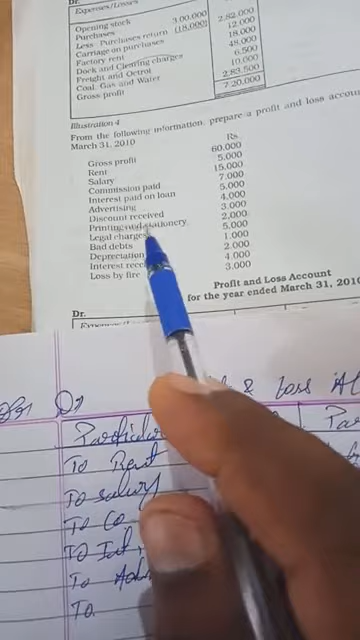 Dr.
Expenses/Losses
Opening stock
Purchases 3,00,000
Less Purchases return (18,000) 2,82,000
Carriage on purchases 12,000
Factory rent 18,000
Dock and Clearing charges 48,000
Freight and Octroi 6,500
Coal, Gas and Water 10,000
Gross profit 2,83,500
7,20,000
Illustration 4
From the following information, prepare a profit and loss accou
March 31, 2010
Rs.
Gross profit 60,000
Rent 5,000
Salary 15,000
Commission paid 7,000
Interest paid on loan 5,000
Advertising 4,000
Discount received 3,000
Printing and stationery 2,000
Legal charges 5,000
Bad debts 1,000
Depreciation 2,000
Interest rece 4,000
Loss by fire 3,000
Profit and Loss Account
for the year ended March 31, 2010
Dr.
Dr & Loss A/
Particular Par
To Rent
To Salary
To Co
To Int
To Adv
To